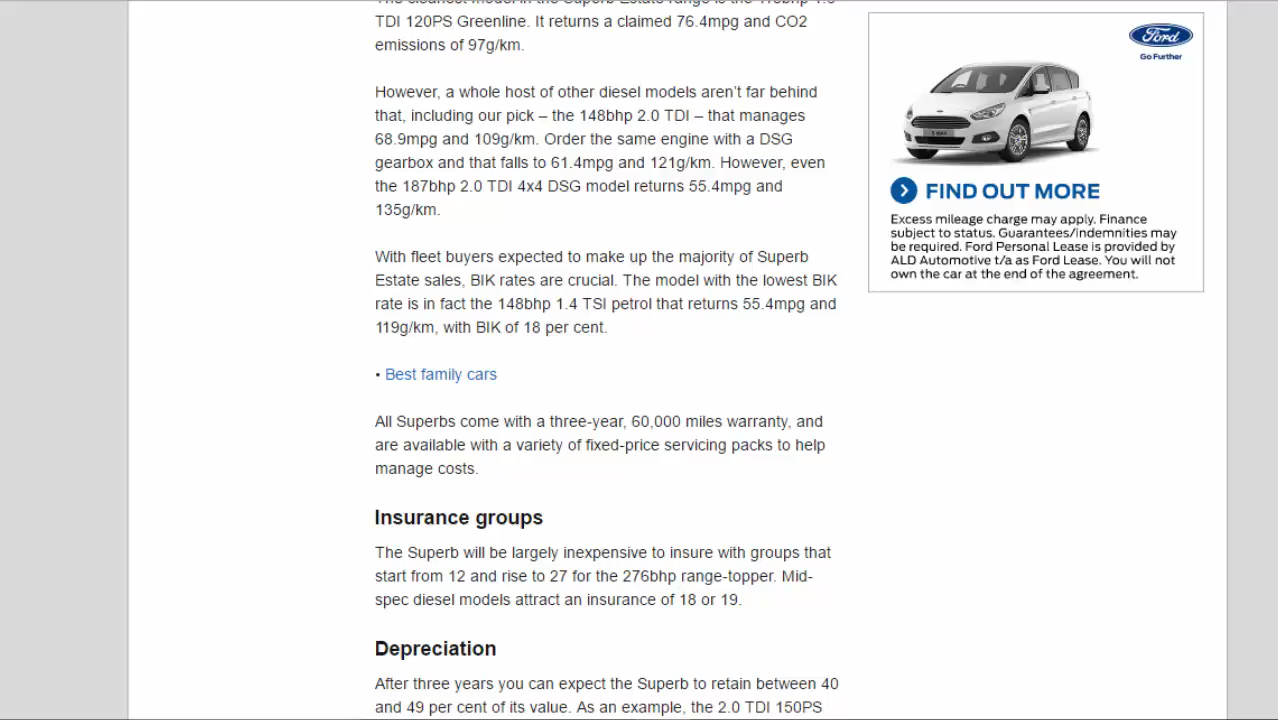 TDI 120PS Greenline. It returns a claimed 76.4mpg and CO2
emissions of 97g/km.
However, a whole host of other diesel models aren’t far behind
that, including our pick – the 148bhp 2.0 TDI – that manages
68.9mpg and 109g/km. Order the same engine with a DSG
gearbox and that falls to 61.4mpg and 121g/km. However, even
the 187bhp 2.0 TDI 4x4 DSG model returns 55.4mpg and
135g/km.
With fleet buyers expected to make up the majority of Superb
Estate sales, BIK rates are crucial. The model with the lowest BIK
rate is in fact the 148bhp 1.4 TSI petrol that returns 55.4mpg and
119g/km, with BIK of 18 per cent.
• Best family cars
All Superbs come with a three-year, 60,000 miles warranty, and
are available with a variety of fixed-price servicing packs to help
manage costs.
Insurance groups
The Superb will be largely inexpensive to insure with groups that
start from 12 and rise to 27 for the 276bhp range-topper. Mid-
spec diesel models attract an insurance of 18 or 19.
Depreciation
After three years you can expect the Superb to retain between 40
and 49 per cent of its value. As an example, the 2.0 TDI 150PS
Ford
Go Further
FIND OUT MORE
Excess mileage charge may apply. Finance
subject to status. Guarantees/indemnities may
be required. Ford Personal Lease is provided by
ALD Automotive t/a as Ford Lease. You will not
own the car at the end of the agreement.